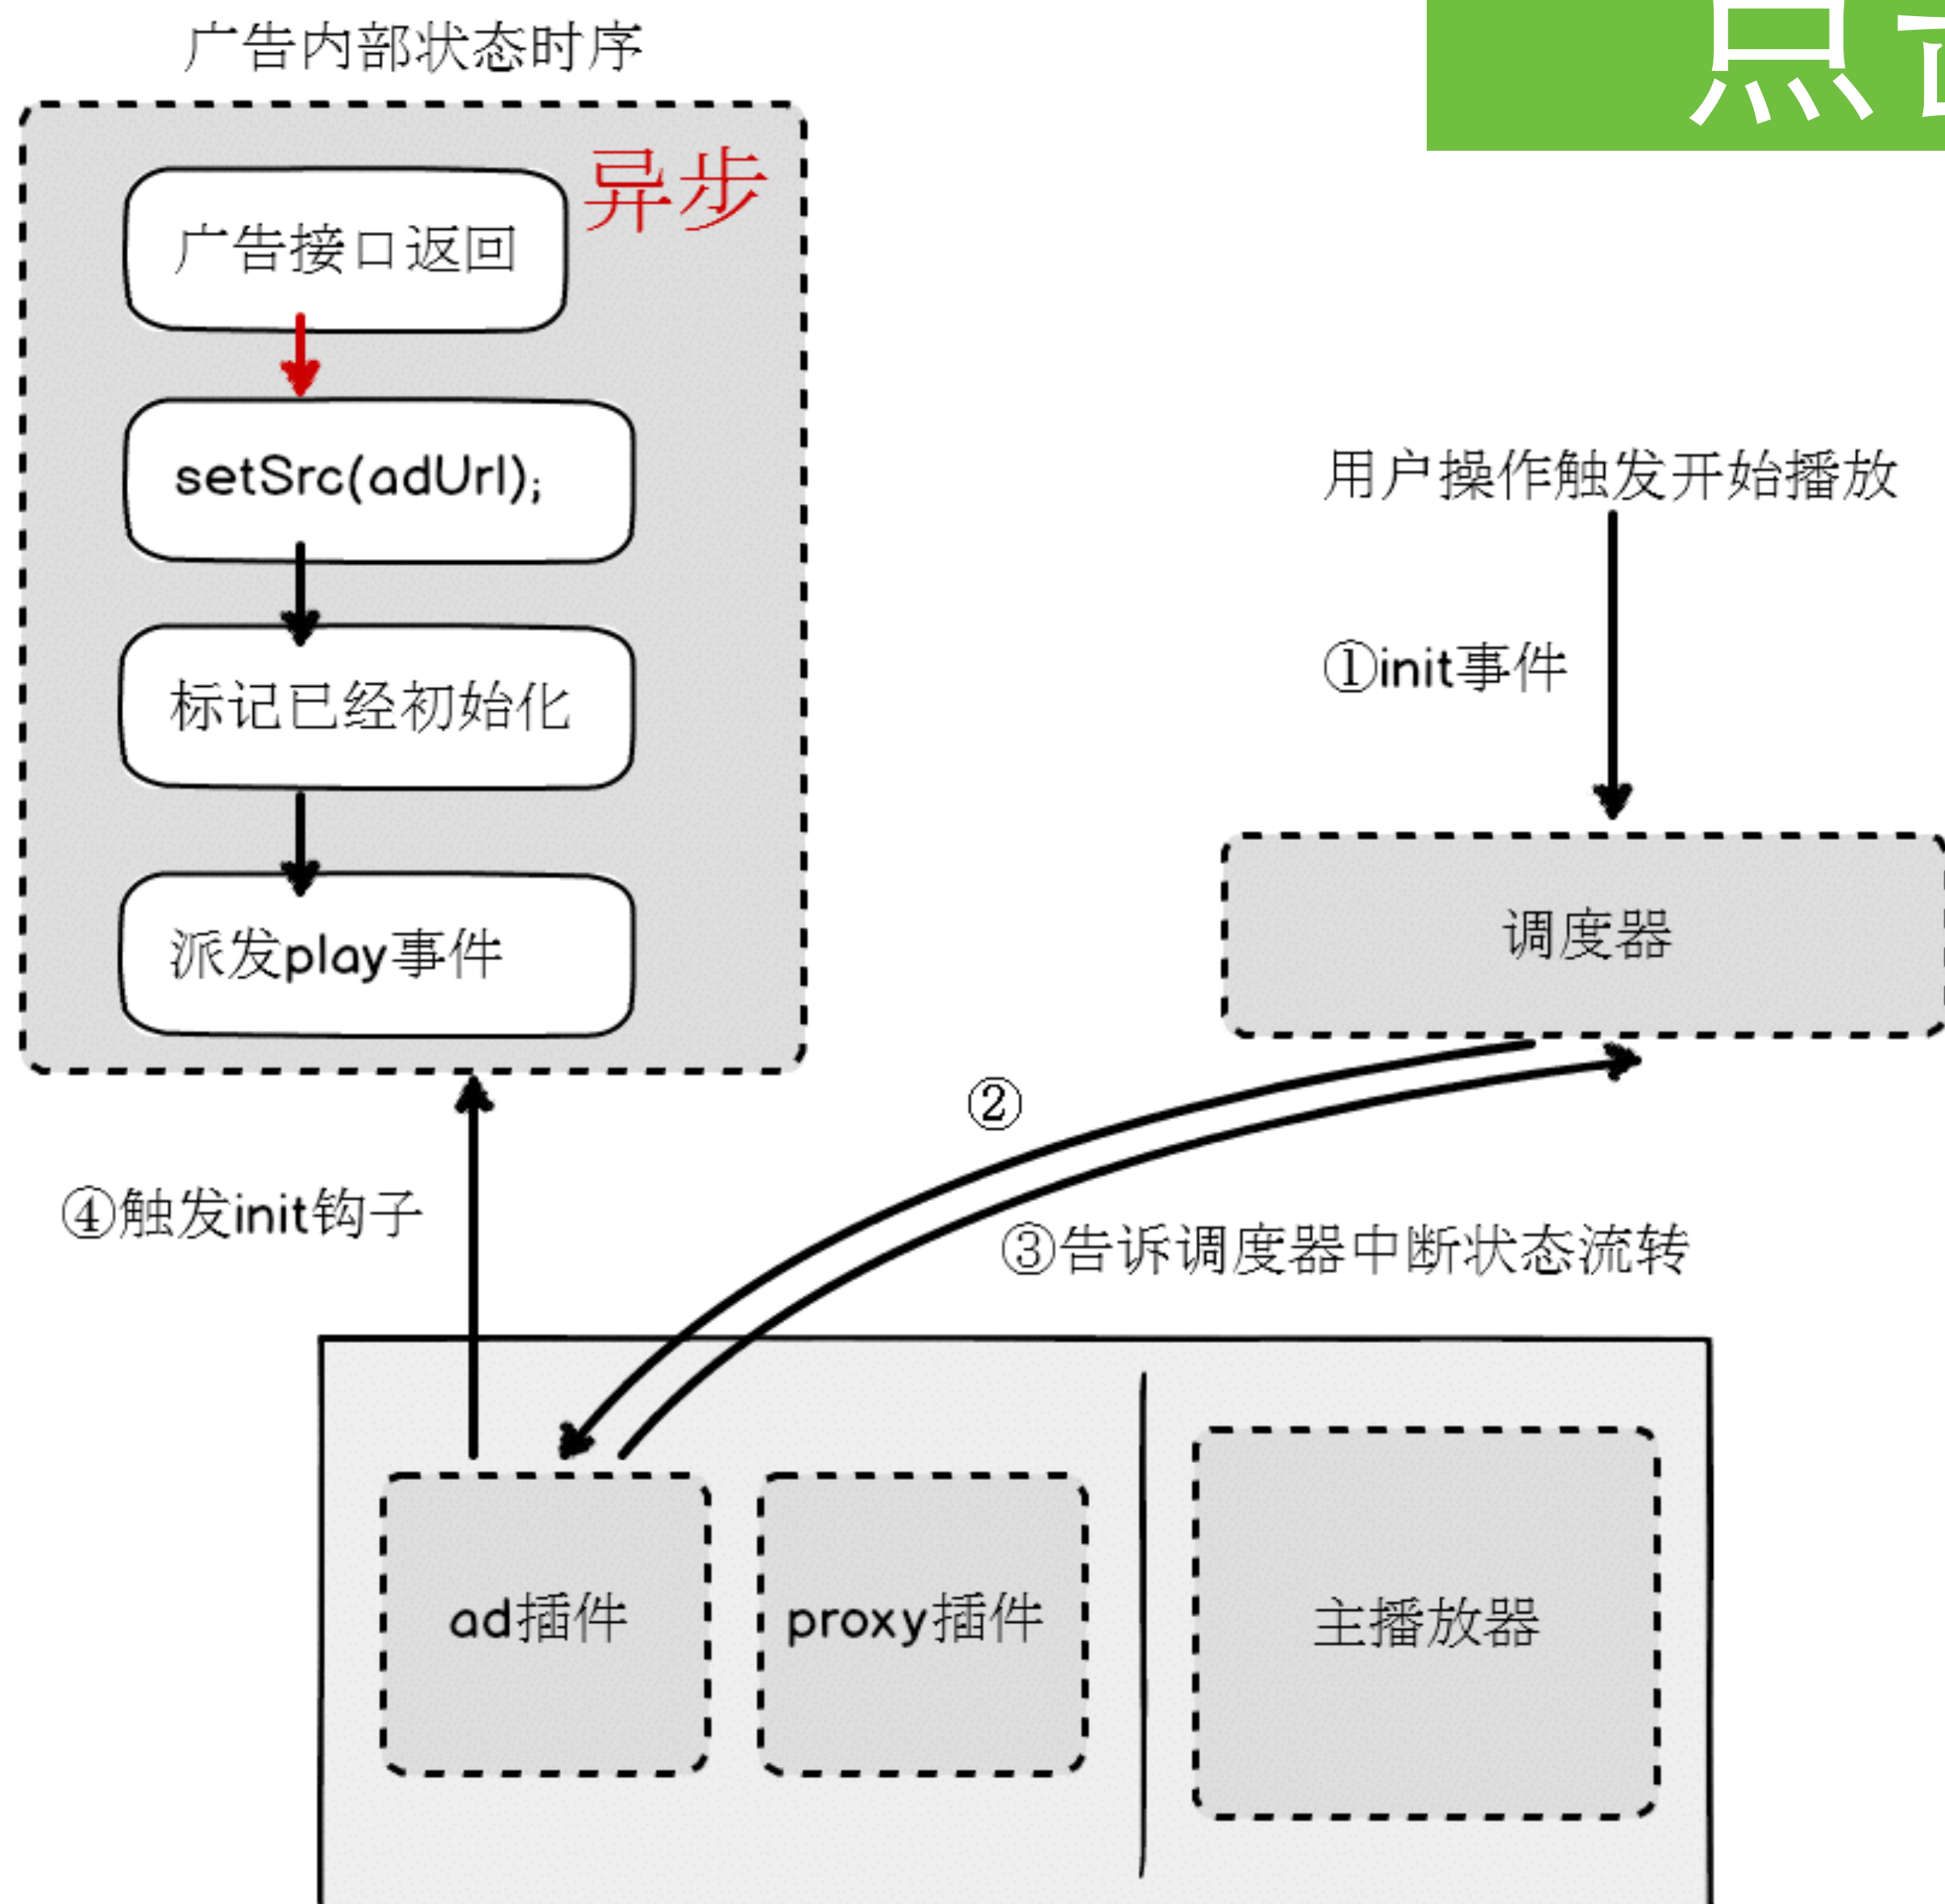 广告内部状态时序
异步
广告接口返回
setSrc(adUrl);
标记已经初始化
派发play事件
点
用户操作触发开始播放
①init事件
调度器
②
③告诉调度器中断状态流转
④触发init钩子
ad插件
proxy插件
主播放器